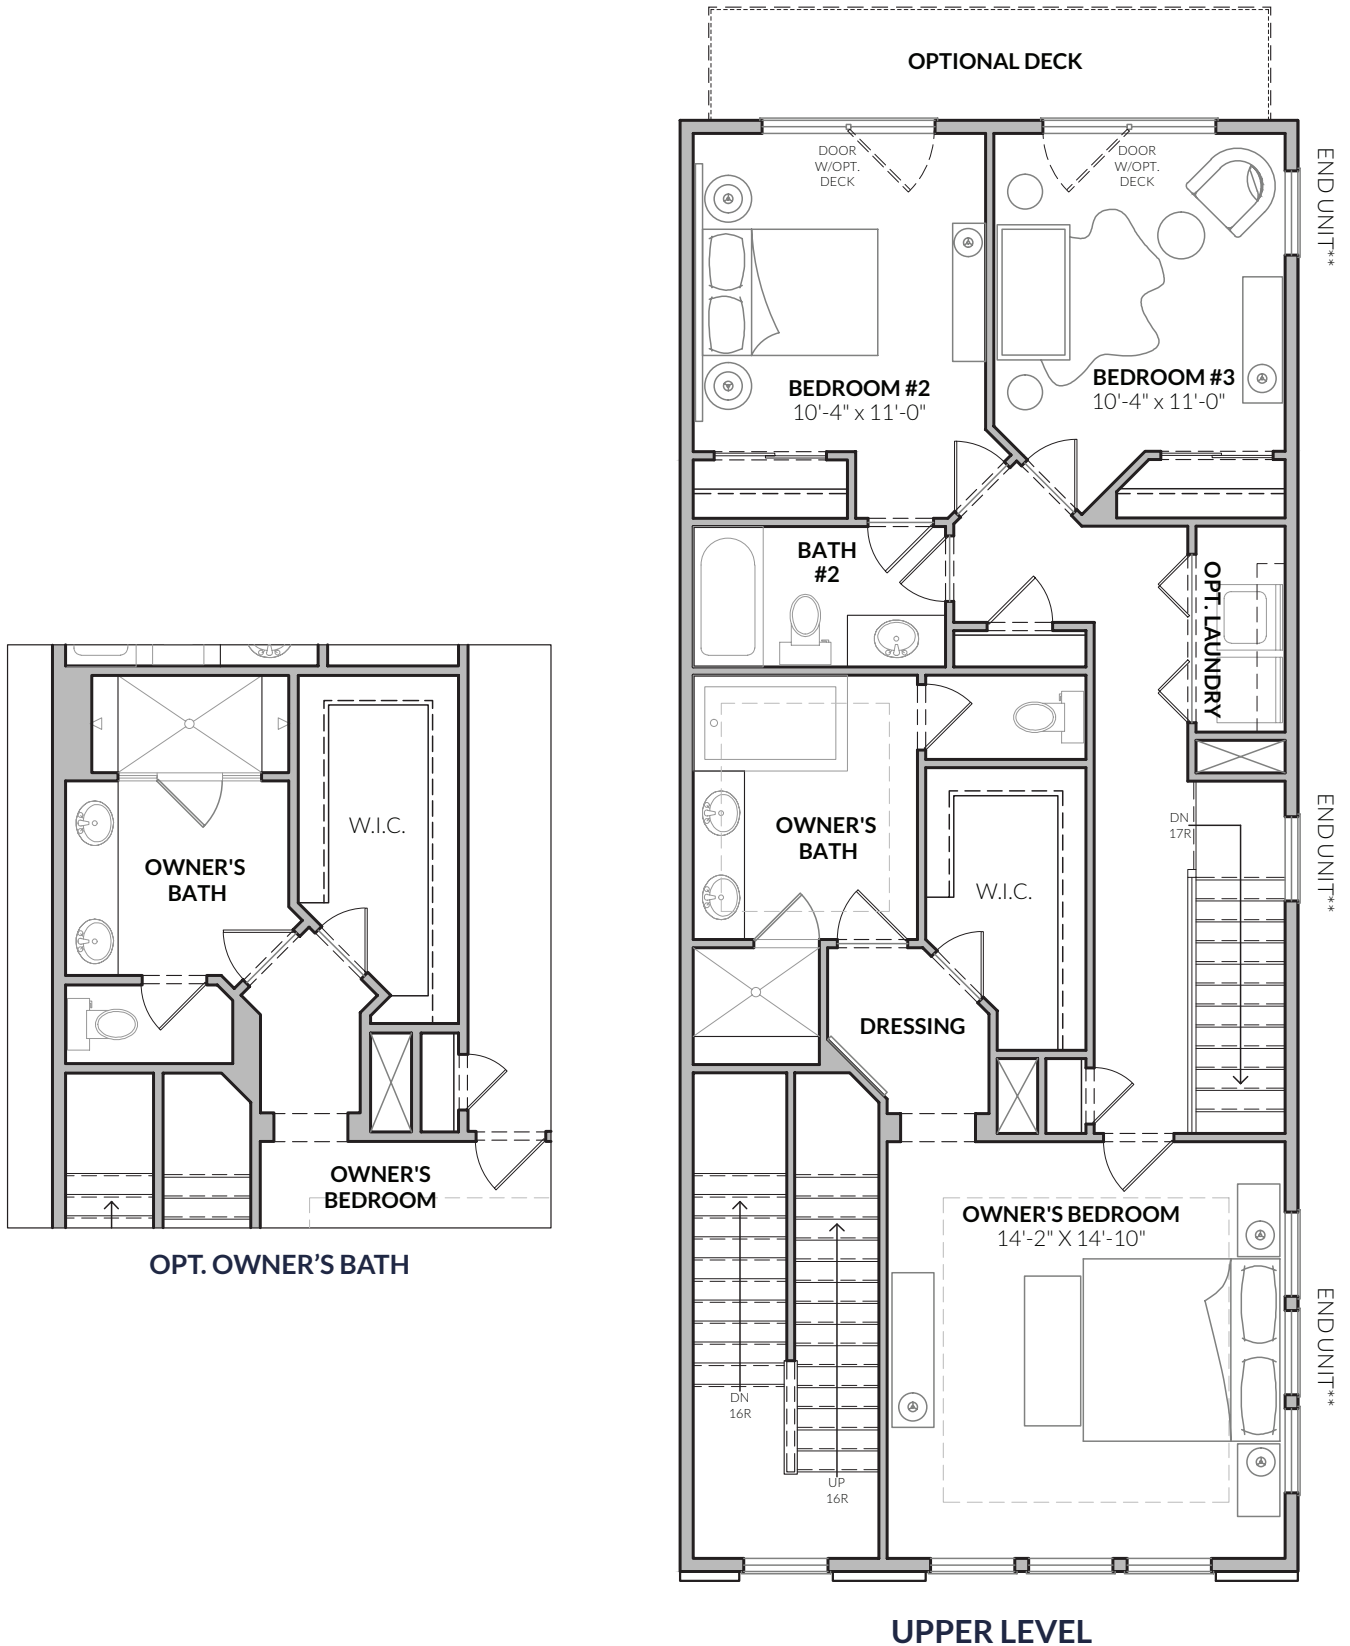 OPTIONAL DECK
DOOR
W/OPT.
DECK
DOOR
W/OPT.
DECK
END UNIT**
BEDROOM #2
10'-4" x 11'-0"
BEDROOM #3
10'-4" x 11'-0"
BATH
#2
OPT. LAUNDRY
W.I.C.
OWNER'S
BATH
OWNER'S
BEDROOM
OPT. OWNER’S BATH
OWNER'S
BATH
W.I.C.
DN
17R
END UNIT**
DRESSING
OWNER'S BEDROOM
14'-2" X 14'-10"
END UNIT**
DN
16R
UP
16R
UPPER LEVEL